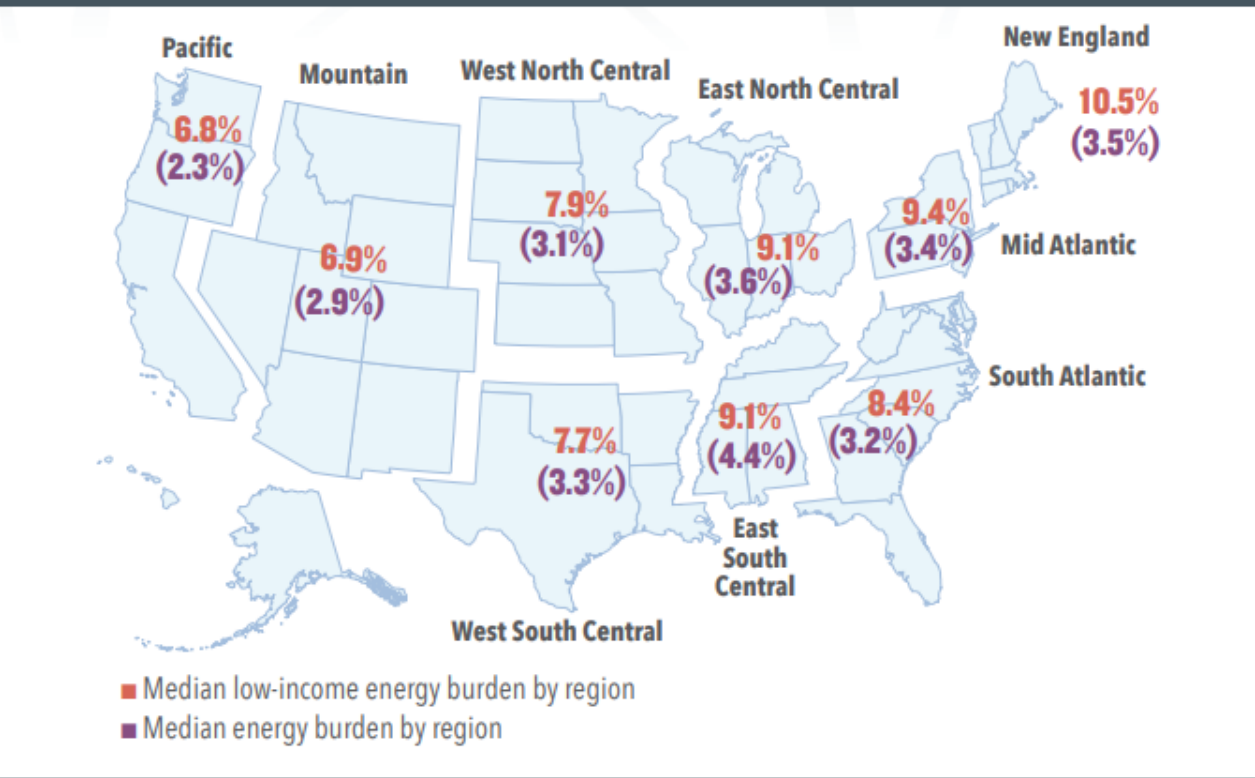 Pacific
6.8%
(2.3%)
Mountain
6.9%
(2.9%)
West North Central
7.9%
(3.1%)
East North Central
9.1%
(3.6%)
New England
10.5%
(3.5%)
9.4%
(3.4%)
Mid Atlantic
South Atlantic
8.4%
(3.2%)
9.1%
(4.4%)
East
South
Central
7.7%
(3.3%)
West South Central
Median low-income energy burden by region
Median energy burden by region